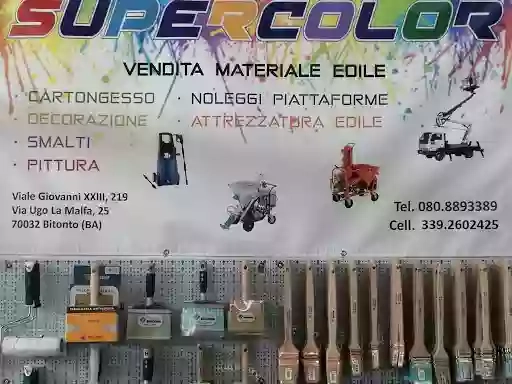 SUPERCOLOR
VENDITA MATERIALE EDILE
· CARTONGESSO
· DECORAZIONE
· SMALTI
· PITTURA
· NOLEGGI PIATTAFORME
· ATTREZZATURA EDILE
Viale Giovanni XXIII, 219
Via Ugo La Malfa, 25
70032 Bitonto (BA)
Tel. 080.8893389
Cell. 339.2602425